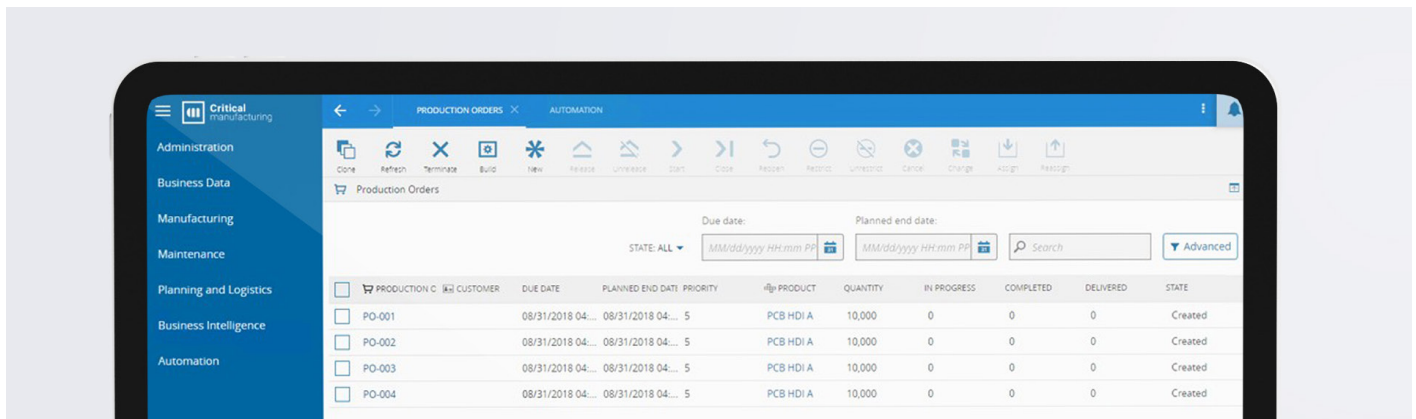 Critical
manufacturing
PRODUCTION ORDERS
AUTOMATION
Administration
Business Data
Manufacturing
Maintenance
Planning and Logistics
Business Intelligence
Automation
Clone Refresh Terminate Build New Release Unrelease Start Close Reopen Restrict Unrestrict Cancel Change Assign Reassign
Production Orders
Due date: Planned end date:
STATE: ALL MM/dd/yyyy HH:mm PP MM/dd/yyyy HH:mm PP Search Advanced
PRODUCTION O CUSTOMER DUE DATE PLANNED END DATE PRIORITY PRODUCT QUANTITY IN PROGRESS COMPLETED DELIVERED STATE
PO-001 08/31/2018 04:... 08/31/2018 04:... 5 PCB HDI A 10,000 0 0 0 Created
PO-002 08/31/2018 04:... 08/31/2018 04:... 5 PCB HDI A 10,000 0 0 0 Created
PO-003 08/31/2018 04:... 08/31/2018 04:... 5 PCB HDI A 10,000 0 0 0 Created
PO-004 08/31/2018 04:... 08/31/2018 04:... 5 PCB HDI A 10,000 0 0 0 Created